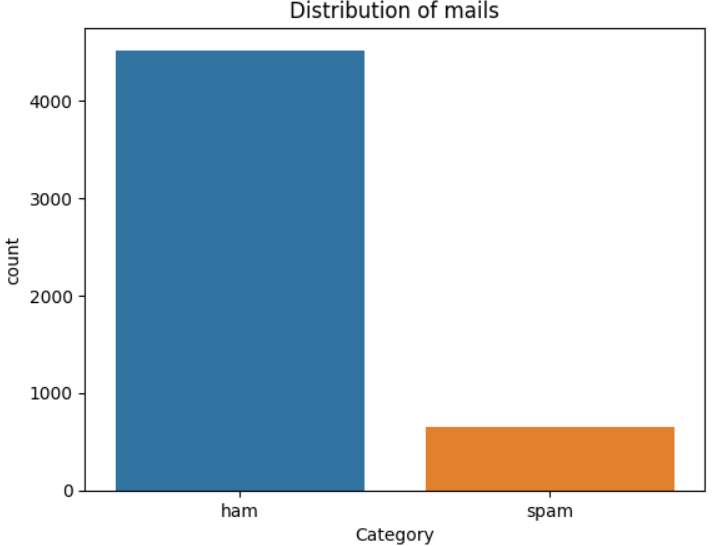 Distribution of mails
4000
3000
2000
1000
0
count
ham
spam
Category